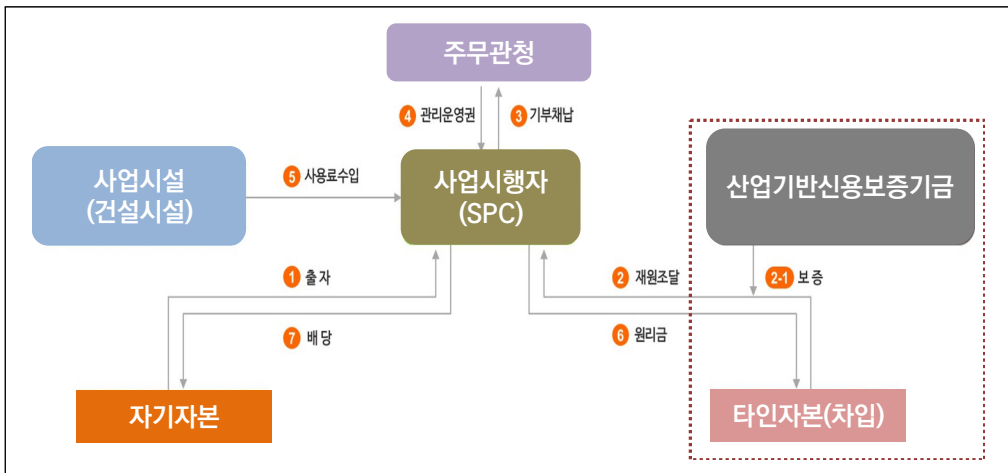 주무관청
4 관리운영권
3 기부채납
사업시설
(건설시설)
5 사용료수입
사업시행자
(SPC)
산업기반신용보증기금
1 출자
2 재원조달
2-1 보증
7 배당
6 원리금
자기자본
타인자본(차입)